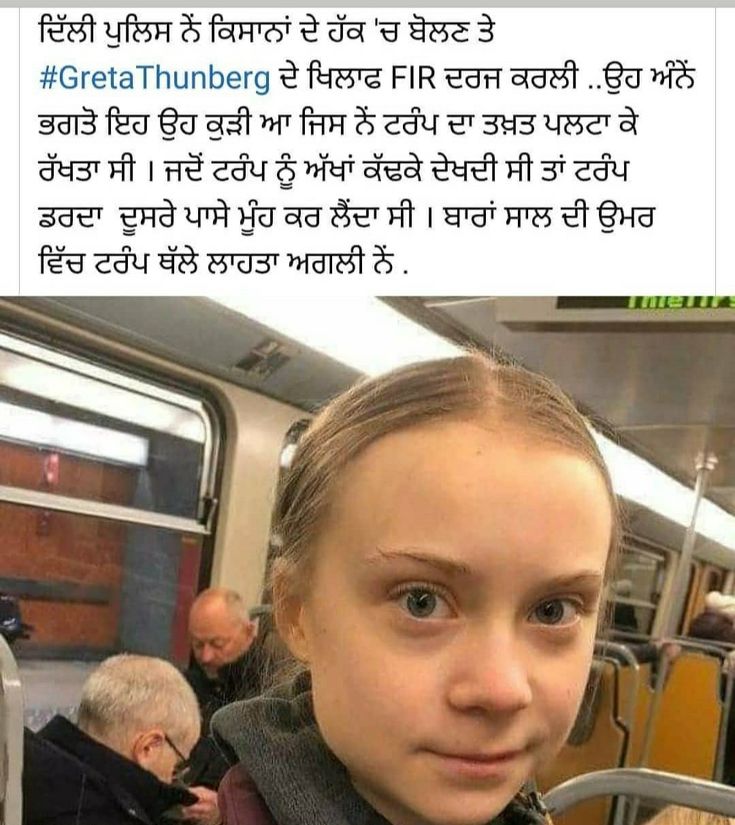 ਦਿੱਲੀ ਪੁਲਿਸ ਨੇਂ ਕਿਸਾਨਾਂ ਦੇ ਹੱਕ 'ਚ ਬੋਲਣ ਤੇ
#GretaThunberg ਦੇ ਖਿਲਾਫ FIR ਦਰਜ ਕਰਲੀ ..ਉਹ ਅੰਨੇਂ
ਭਗਤੋ ਇਹ ਉਹ ਕੁੜੀ ਆ ਜਿਸ ਨੇਂ ਟਰੰਪ ਦਾ ਤਖ਼ਤ ਪਲਟਾ ਕੇ
ਰੱਖਤਾ ਸੀ । ਜਦੋਂ ਟਰੰਪ ਨੂੰ ਅੱਖਾਂ ਕੱਢਕੇ ਦੇਖਦੀ ਸੀ ਤਾਂ ਟਰੰਪ
ਡਰਦਾ ਦੂਸਰੇ ਪਾਸੇ ਮੂੰਹ ਕਰ ਲੈਂਦਾ ਸੀ । ਬਾਰਾਂ ਸਾਲ ਦੀ ਉਮਰ
ਵਿੱਚ ਟਰੰਪ ਥੱਲੇ ਲਾਹਤਾ ਅਗਲੀ ਨੇਂ .